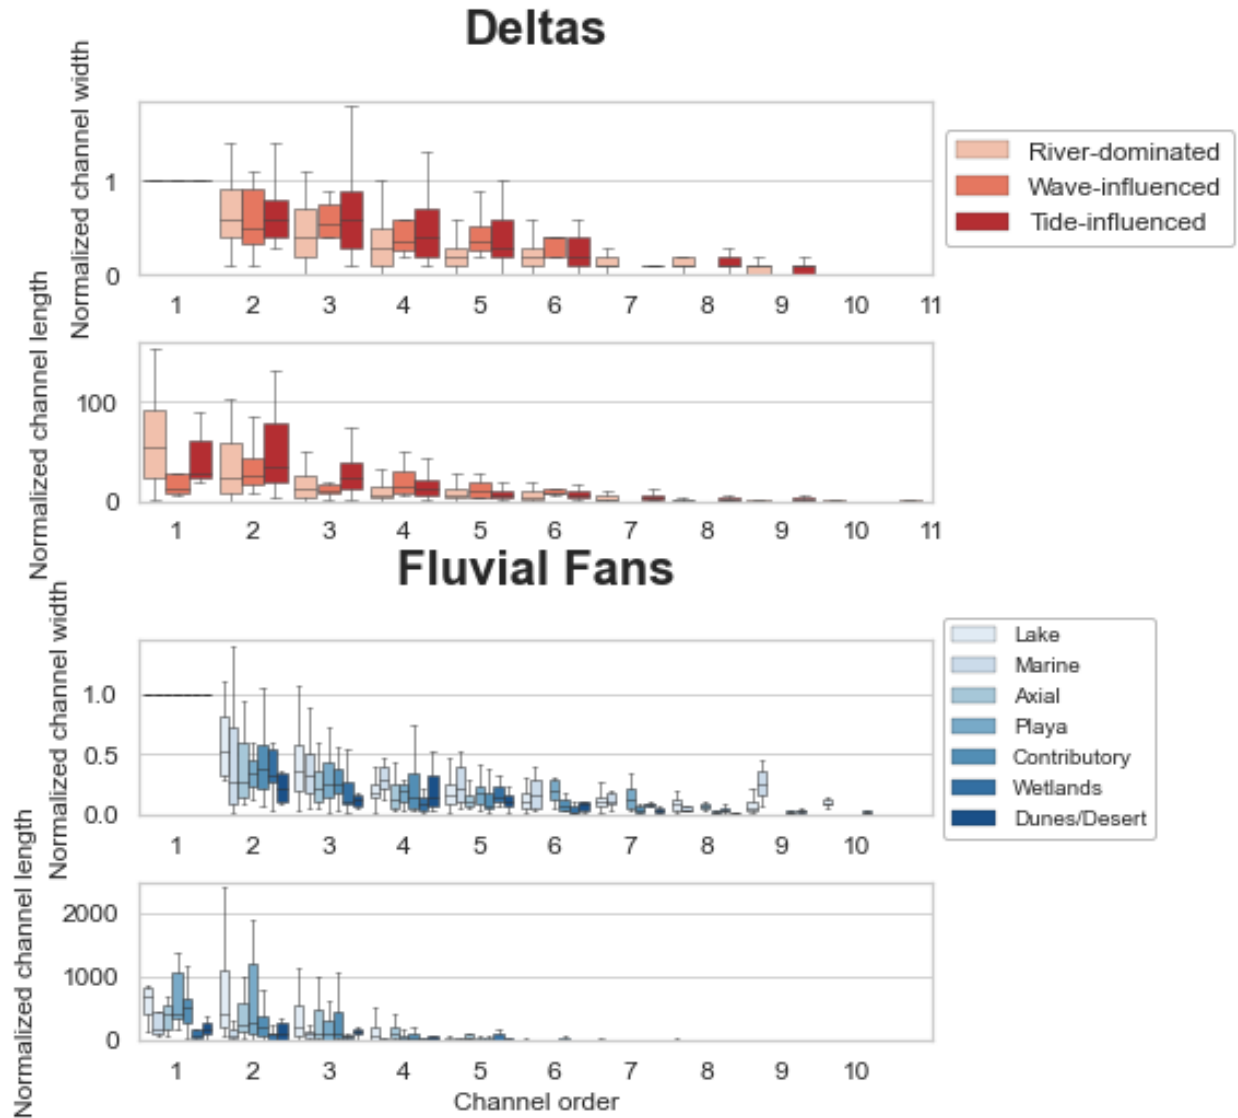 Deltas
Normalized channel width
1
0
1 2 3 4 5 6 7 8 9 10 11
River-dominated
Wave-influenced
Tide-influenced
Normalized channel length
100
0
1 2 3 4 5 6 7 8 9 10 11
Fluvial Fans
Normalized channel width
1.0
0.5
0.0
1 2 3 4 5 6 7 8 9 10
Lake
Marine
Axial
Playa
Contributory
Wetlands
Dunes/Desert
Normalized channel length
2000
1000
0
1 2 3 4 5 6 7 8 9 10
Channel order